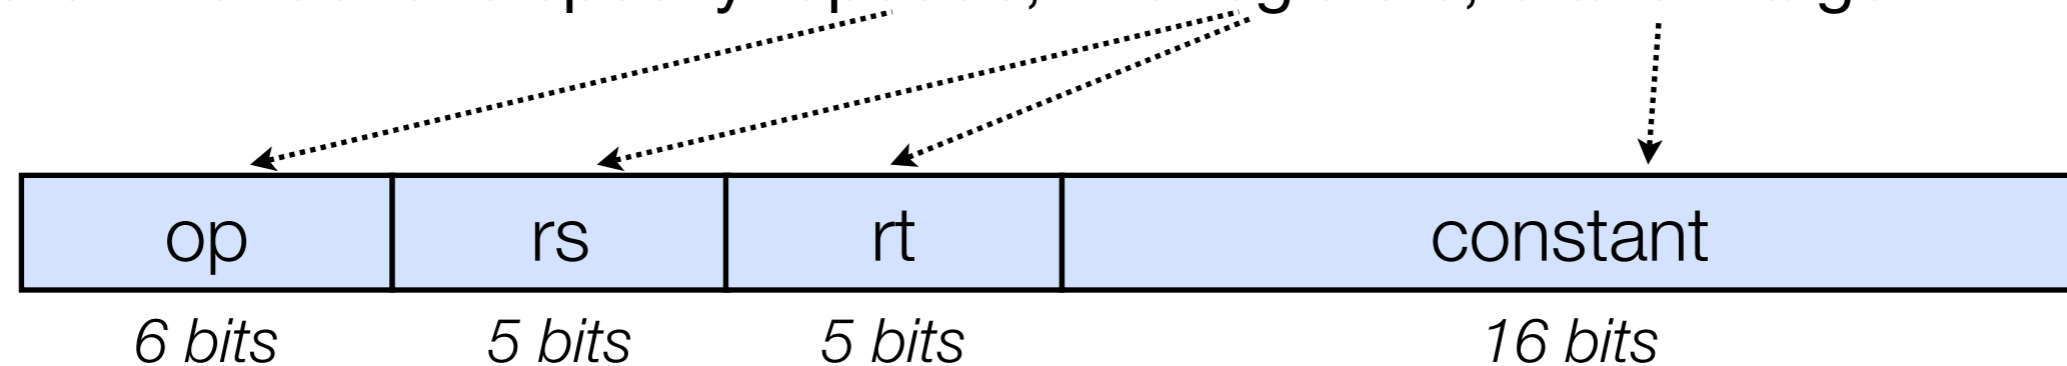 op rs rt constant
6 bits 5 bits 5 bits 16 bits